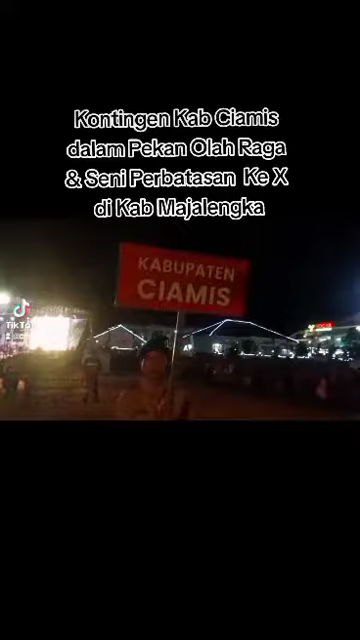 Kontingen Kab Ciamis
dalam Pekan Olah Raga
& Seni Perbatasan Ke X
di Kab Majalengka
KABUPATEN
CIAMIS
TikTok